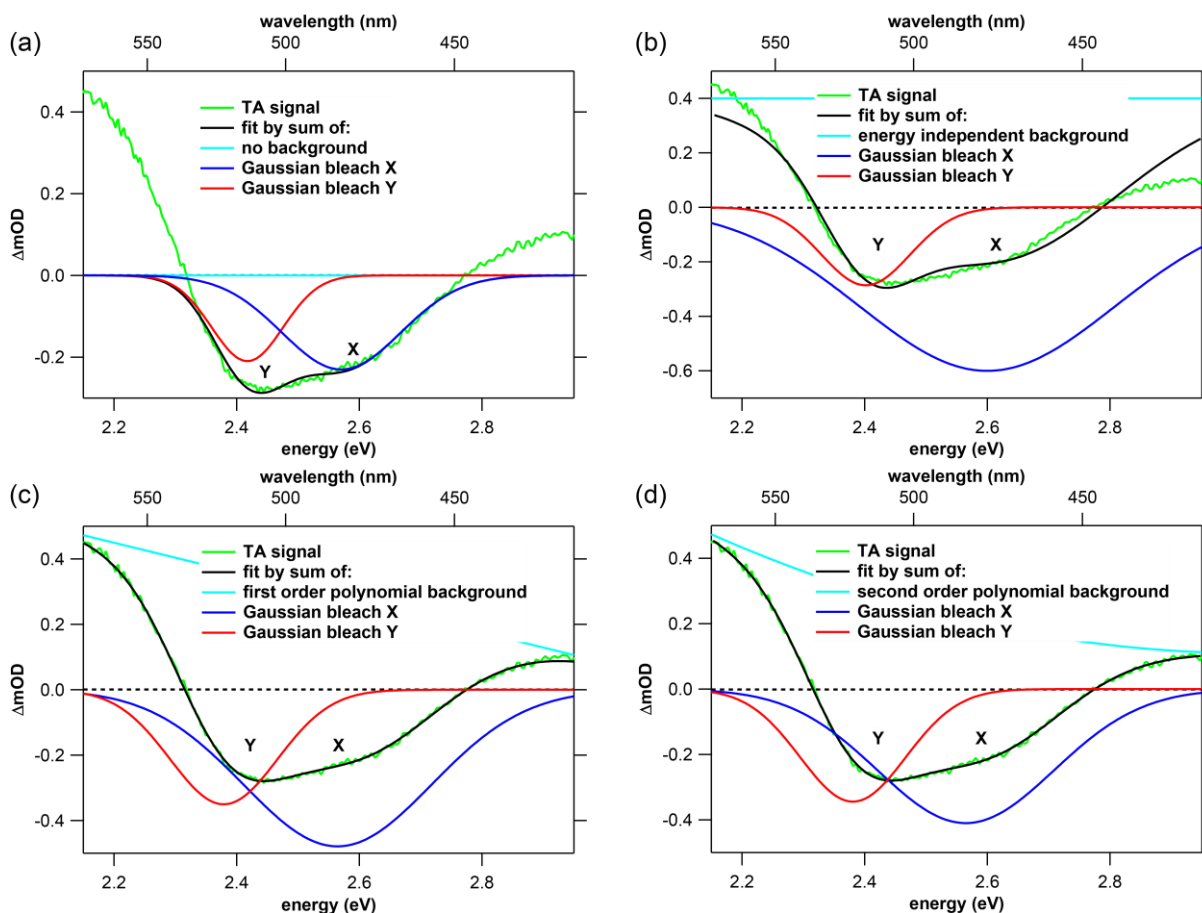 (a)
wavelength (nm)
550 500 450
TA signal
fit by sum of:
no background
Gaussian bleach X
Gaussian bleach Y
0.4
0.2
0.0
-0.2
ΔmOD
Y
X
2.2 2.4 2.6 2.8
energy (eV)
(b)
wavelength (nm)
550 500 450
TA signal
fit by sum of:
energy independent background
Gaussian bleach X
Gaussian bleach Y
0.4
0.2
0.0
-0.2
-0.4
-0.6
ΔmOD
Y
X
2.2 2.4 2.6 2.8
energy (eV)
(c)
wavelength (nm)
550 500 450
TA signal
fit by sum of:
first order polynomial background
Gaussian bleach X
Gaussian bleach Y
0.4
0.2
0.0
-0.2
-0.4
ΔmOD
Y
X
2.2 2.4 2.6 2.8
energy (eV)
(d)
wavelength (nm)
550 500 450
TA signal
fit by sum of:
second order polynomial background
Gaussian bleach X
Gaussian bleach Y
0.4
0.2
0.0
-0.2
-0.4
ΔmOD
Y
X
2.2 2.4 2.6 2.8
energy (eV)